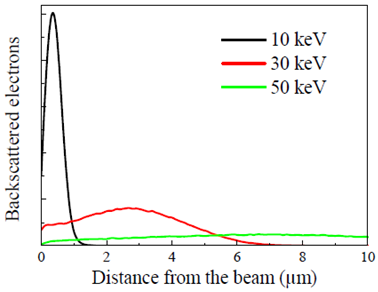 Backscattered electrons
10 keV
30 keV
50 keV
0 2 4 6 8 10
Distance from the beam (μm)